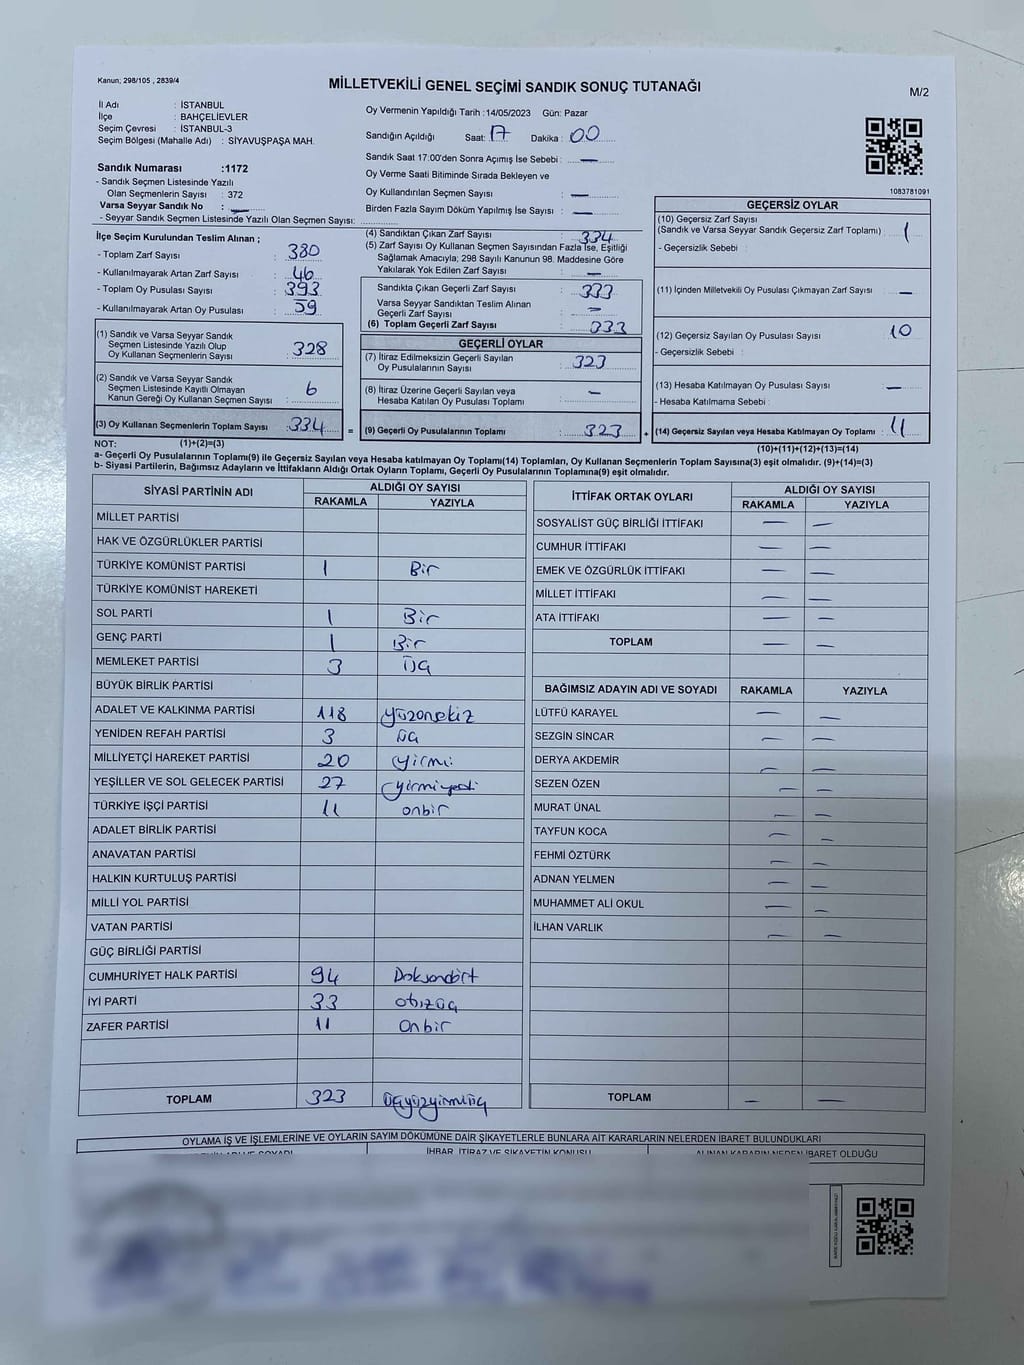 Kanun; 298/105 , 2839/4
MİLLETVEKİLİ GENEL SEÇİMİ SANDIK SONUÇ TUTANAĞI
M/2
İl Adı : İSTANBUL
İlçe : BAHÇELİEVLER
Seçim Çevresi : İSTANBUL-3
Seçim Bölgesi (Mahalle Adı) : SİYAVUŞPAŞA MAH.
Sandık Numarası :1172
- Sandık Seçmen Listesinde Yazılı
Olan Seçmenlerin Sayısı : 372
Varsa Seyyar Sandık No : —
- Seyyar Sandık Seçmen Listesinde Yazılı Olan Seçmen Sayısı:
Oy Vermenin Yapıldığı Tarih :14/05/2023 Gün: Pazar
Sandığın Açıldığı Saat: 17 Dakika : 00
Sandık Saat 17:00'den Sonra Açımış İse Sebebi : —
Oy Verme Saati Bitiminde Sırada Bekleyen ve
Oy Kullandırılan Seçmen Sayısı : —
Birden Fazla Sayım Döküm Yapılmış İse Sayısı : —
1083781091
İlçe Seçim Kurulundan Teslim Alınan ;
- Toplam Zarf Sayısı : 380
- Kullanılmayarak Artan Zarf Sayısı : 46
- Toplam Oy Pusulası Sayısı : 393
- Kullanılmayarak Artan Oy Pusulası : 59
(1) Sandık ve Varsa Seyyar Sandık
Seçmen Listesinde Yazılı Olup
Oy Kullanan Seçmenlerin Sayısı : 328
(2) Sandık ve Varsa Seyyar Sandık
Seçmen Listesinde Kayıtlı Olmayan
Kanun Gereği Oy Kullanan Seçmen Sayısı : 6
(3) Oy Kullanan Seçmenlerin Toplam Sayısı :334
(4) Sandıktan Çıkan Zarf Sayısı : 334
(5) Zarf Sayısı Oy Kullanan Seçmen Sayısından Fazla İse, Eşitliği
Sağlamak Amacıyla; 298 Sayılı Kanunun 98. Maddesine Göre
Yakılarak Yok Edilen Zarf Sayısı : —
Sandıkta Çıkan Geçerli Zarf Sayısı : 333
Varsa Seyyar Sandıktan Teslim Alınan
Geçerli Zarf Sayısı : —
(6) Toplam Geçerli Zarf Sayısı : 333
GEÇERLİ OYLAR
(7) İtiraz Edilmeksizin Geçerli Sayılan
Oy Pusulalarının Sayısı : 323
(8) İtiraz Üzerine Geçerli Sayılan veya
Hesaba Katılan Oy Pusulası Toplamı : —
= (9) Geçerli Oy Pusulalarının Toplamı : 323
GEÇERSİZ OYLAR
(10) Geçersiz Zarf Sayısı
(Sandık ve Varsa Seyyar Sandık Geçersiz Zarf Toplamı) : 1
- Geçersizlik Sebebi :
(11) İçinden Milletvekili Oy Pusulası Çıkmayan Zarf Sayısı : —
(12) Geçersiz Sayılan Oy Pusulası Sayısı : 10
- Geçersizlik Sebebi :
(13) Hesaba Katılmayan Oy Pusulası Sayısı : —
- Hesaba Katılmama Sebebi :
+ (14) Geçersiz Sayılan veya Hesaba Katılmayan Oy Toplamı : 11
NOT: (1)+(2)=(3)
(10)+(11)+(12)+(13)=(14)
a- Geçerli Oy Pusulalarının Toplamı(9) ile Geçersiz Sayılan veya Hesaba katılmayan Oy Toplamı(14) Toplamları, Oy Kullanan Seçmenlerin Toplam Sayısına(3) eşit olmalıdır. (9)+(14)=(3)
b- Siyasi Partilerin, Bağımsız Adayların ve İttifakların Aldığı Ortak Oyların Toplamı, Geçerli Oy Pusulalarının Toplamına(9) eşit olmalıdır.
SİYASİ PARTİNİN ADI
ALDIĞI OY SAYISI
RAKAMLA YAZIYLA
MİLLET PARTİSİ
HAK VE ÖZGÜRLÜKLER PARTİSİ
TÜRKİYE KOMÜNİST PARTİSİ 1 Bir
TÜRKİYE KOMÜNİST HAREKETİ
SOL PARTİ 1 Bir
GENÇ PARTİ 1 Bir
MEMLEKET PARTİSİ 3 Üç
BÜYÜK BİRLİK PARTİSİ
ADALET VE KALKINMA PARTİSİ 118 yüzonsekiz
YENİDEN REFAH PARTİSİ 3 üç
MİLLİYETÇİ HAREKET PARTİSİ 20 yirmi
YEŞİLLER VE SOL GELECEK PARTİSİ 27 yirmiyedi
TÜRKİYE İŞÇİ PARTİSİ 11 onbir
ADALET BİRLİK PARTİSİ
ANAVATAN PARTİSİ
HALKIN KURTULUŞ PARTİSİ
MİLLİ YOL PARTİSİ
VATAN PARTİSİ
GÜÇ BİRLİĞİ PARTİSİ
CUMHURİYET HALK PARTİSİ 94 Doksandört
İYİ PARTİ 33 otuzüç
ZAFER PARTİSİ 11 Onbir
TOPLAM 323 üçyüzyirmiüç
İTTİFAK ORTAK OYLARI
ALDIĞI OY SAYISI
RAKAMLA YAZIYLA
SOSYALİST GÜÇ BİRLİĞİ İTTİFAKI — —
CUMHUR İTTİFAKI — —
EMEK VE ÖZGÜRLÜK İTTİFAKI — —
MİLLET İTTİFAKI — —
ATA İTTİFAKI — —
TOPLAM — —
BAĞIMSIZ ADAYIN ADI VE SOYADI RAKAMLA YAZIYLA
LÜTFÜ KARAYEL — —
SEZGİN SİNCAR — —
DERYA AKDEMİR — —
SEZEN ÖZEN — —
MURAT ÜNAL — —
TAYFUN KOCA — —
FEHMİ ÖZTÜRK — —
ADNAN YELMEN — —
MUHAMMET ALİ OKUL — —
İLHAN VARLIK — —
TOPLAM — —
OYLAMA İŞ VE İŞLEMLERİNE VE OYLARIN SAYIM DÖKÜMÜNE DAİR ŞİKAYETLERLE BUNLARA AİT KARARLARIN NELERDEN İBARET BULUNDUKLARI
İHBAR, İTİRAZ VE ŞİKAYETİN KONUSU
ALINAN KARARIN NEDEN İBARET OLDUĞU